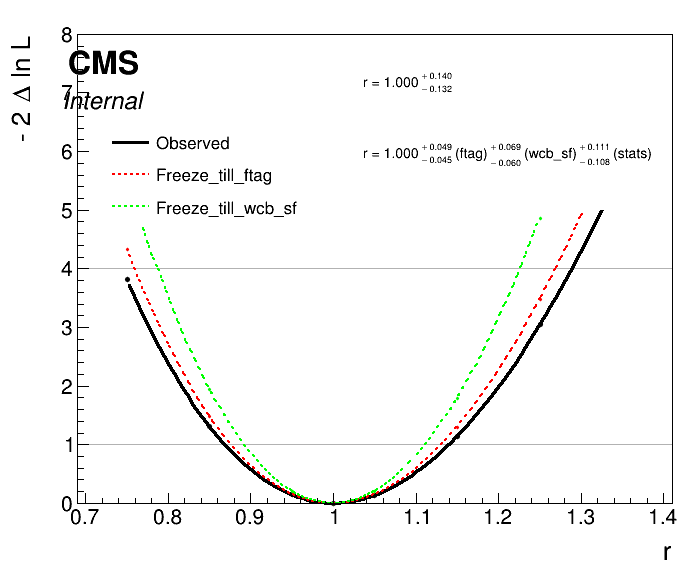 - 2 Δ ln L
8
7
6
5
4
3
2
1
0
CMS
Internal
Observed
Freeze_till_ftag
Freeze_till_wcb_sf
r = 1.000 + 0.140 - 0.132
r = 1.000 + 0.049 - 0.045 (ftag) + 0.069 - 0.060 (wcb_sf) + 0.111 - 0.108 (stats)
0.7 0.8 0.9 1 1.1 1.2 1.3 1.4
r